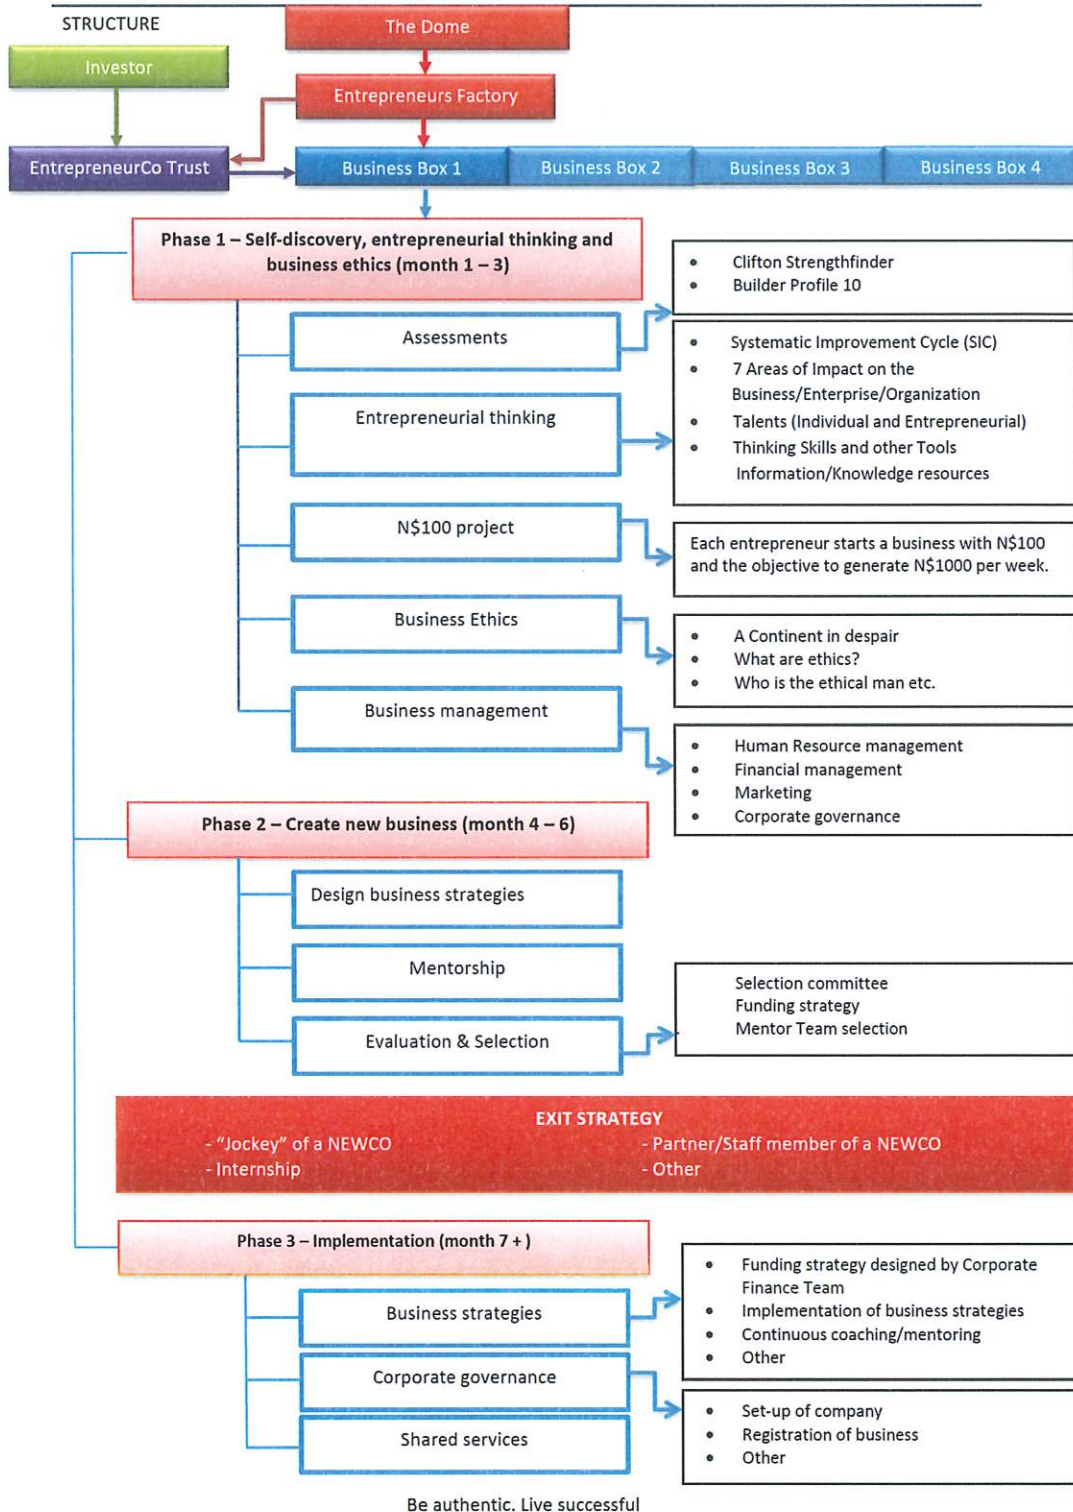 STRUCTURE
The Dome
Investor
Entrepreneurs Factory
EntrepreneurCo Trust
Business Box 1
Business Box 2
Business Box 3
Business Box 4
Phase 1 – Self-discovery, entrepreneurial thinking and
business ethics (month 1 – 3)
Assessments
• Clifton Strengthfinder
• Builder Profile 10
Entrepreneurial thinking
• Systematic Improvement Cycle (SIC)
• 7 Areas of Impact on the
Business/Enterprise/Organization
• Talents (Individual and Entrepreneurial)
• Thinking Skills and other Tools
Information/Knowledge resources
N$100 project
Each entrepreneur starts a business with N$100
and the objective to generate N$1000 per week.
Business Ethics
• A Continent in despair
• What are ethics?
• Who is the ethical man etc.
Business management
• Human Resource management
• Financial management
• Marketing
• Corporate governance
Phase 2 – Create new business (month 4 – 6)
Design business strategies
Mentorship
Evaluation & Selection
Selection committee
Funding strategy
Mentor Team selection
EXIT STRATEGY
- "Jockey" of a NEWCO
- Internship
- Partner/Staff member of a NEWCO
- Other
Phase 3 – Implementation (month 7 + )
Business strategies
• Funding strategy designed by Corporate
Finance Team
• Implementation of business strategies
• Continuous coaching/mentoring
• Other
Corporate governance
• Set-up of company
• Registration of business
• Other
Shared services
Be authentic. Live successful